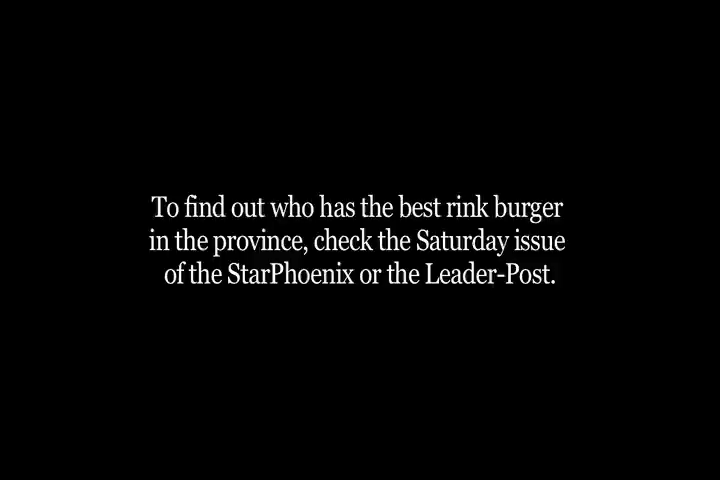 To find out who has the best rink burger
in the province, check the Saturday issue
of the StarPhoenix or the Leader-Post.